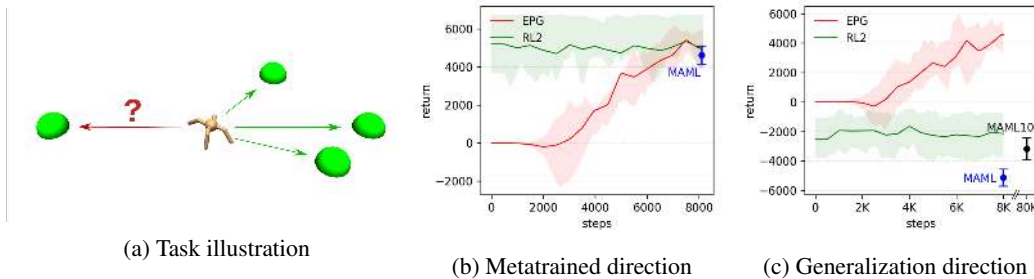 ?
(a) Task illustration
EPG
RL2
6000
4000
2000
0
−2000
return
MAML
0 2000 4000 6000 8000
steps
(b) Metatrained direction
EPG
RL2
6000
4000
2000
0
−2000
−4000
−6000
return
MAML10
MAML
0 2K 4K 6K 8K // 80K
steps
(c) Generalization direction